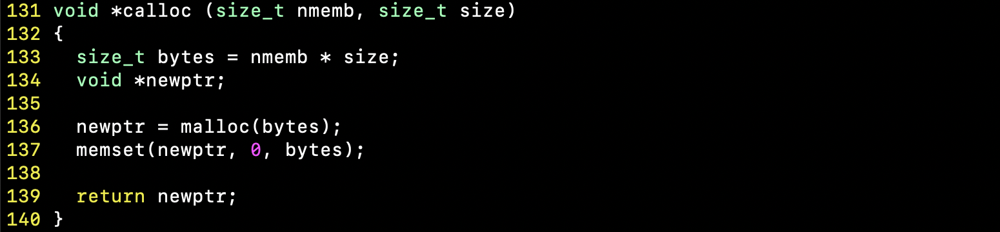 131 void *calloc (size_t nmemb, size_t size)
132 {
133   size_t bytes = nmemb * size;
134   void *newptr;
135
136   newptr = malloc(bytes);
137   memset(newptr, 0, bytes);
138
139   return newptr;
140 }